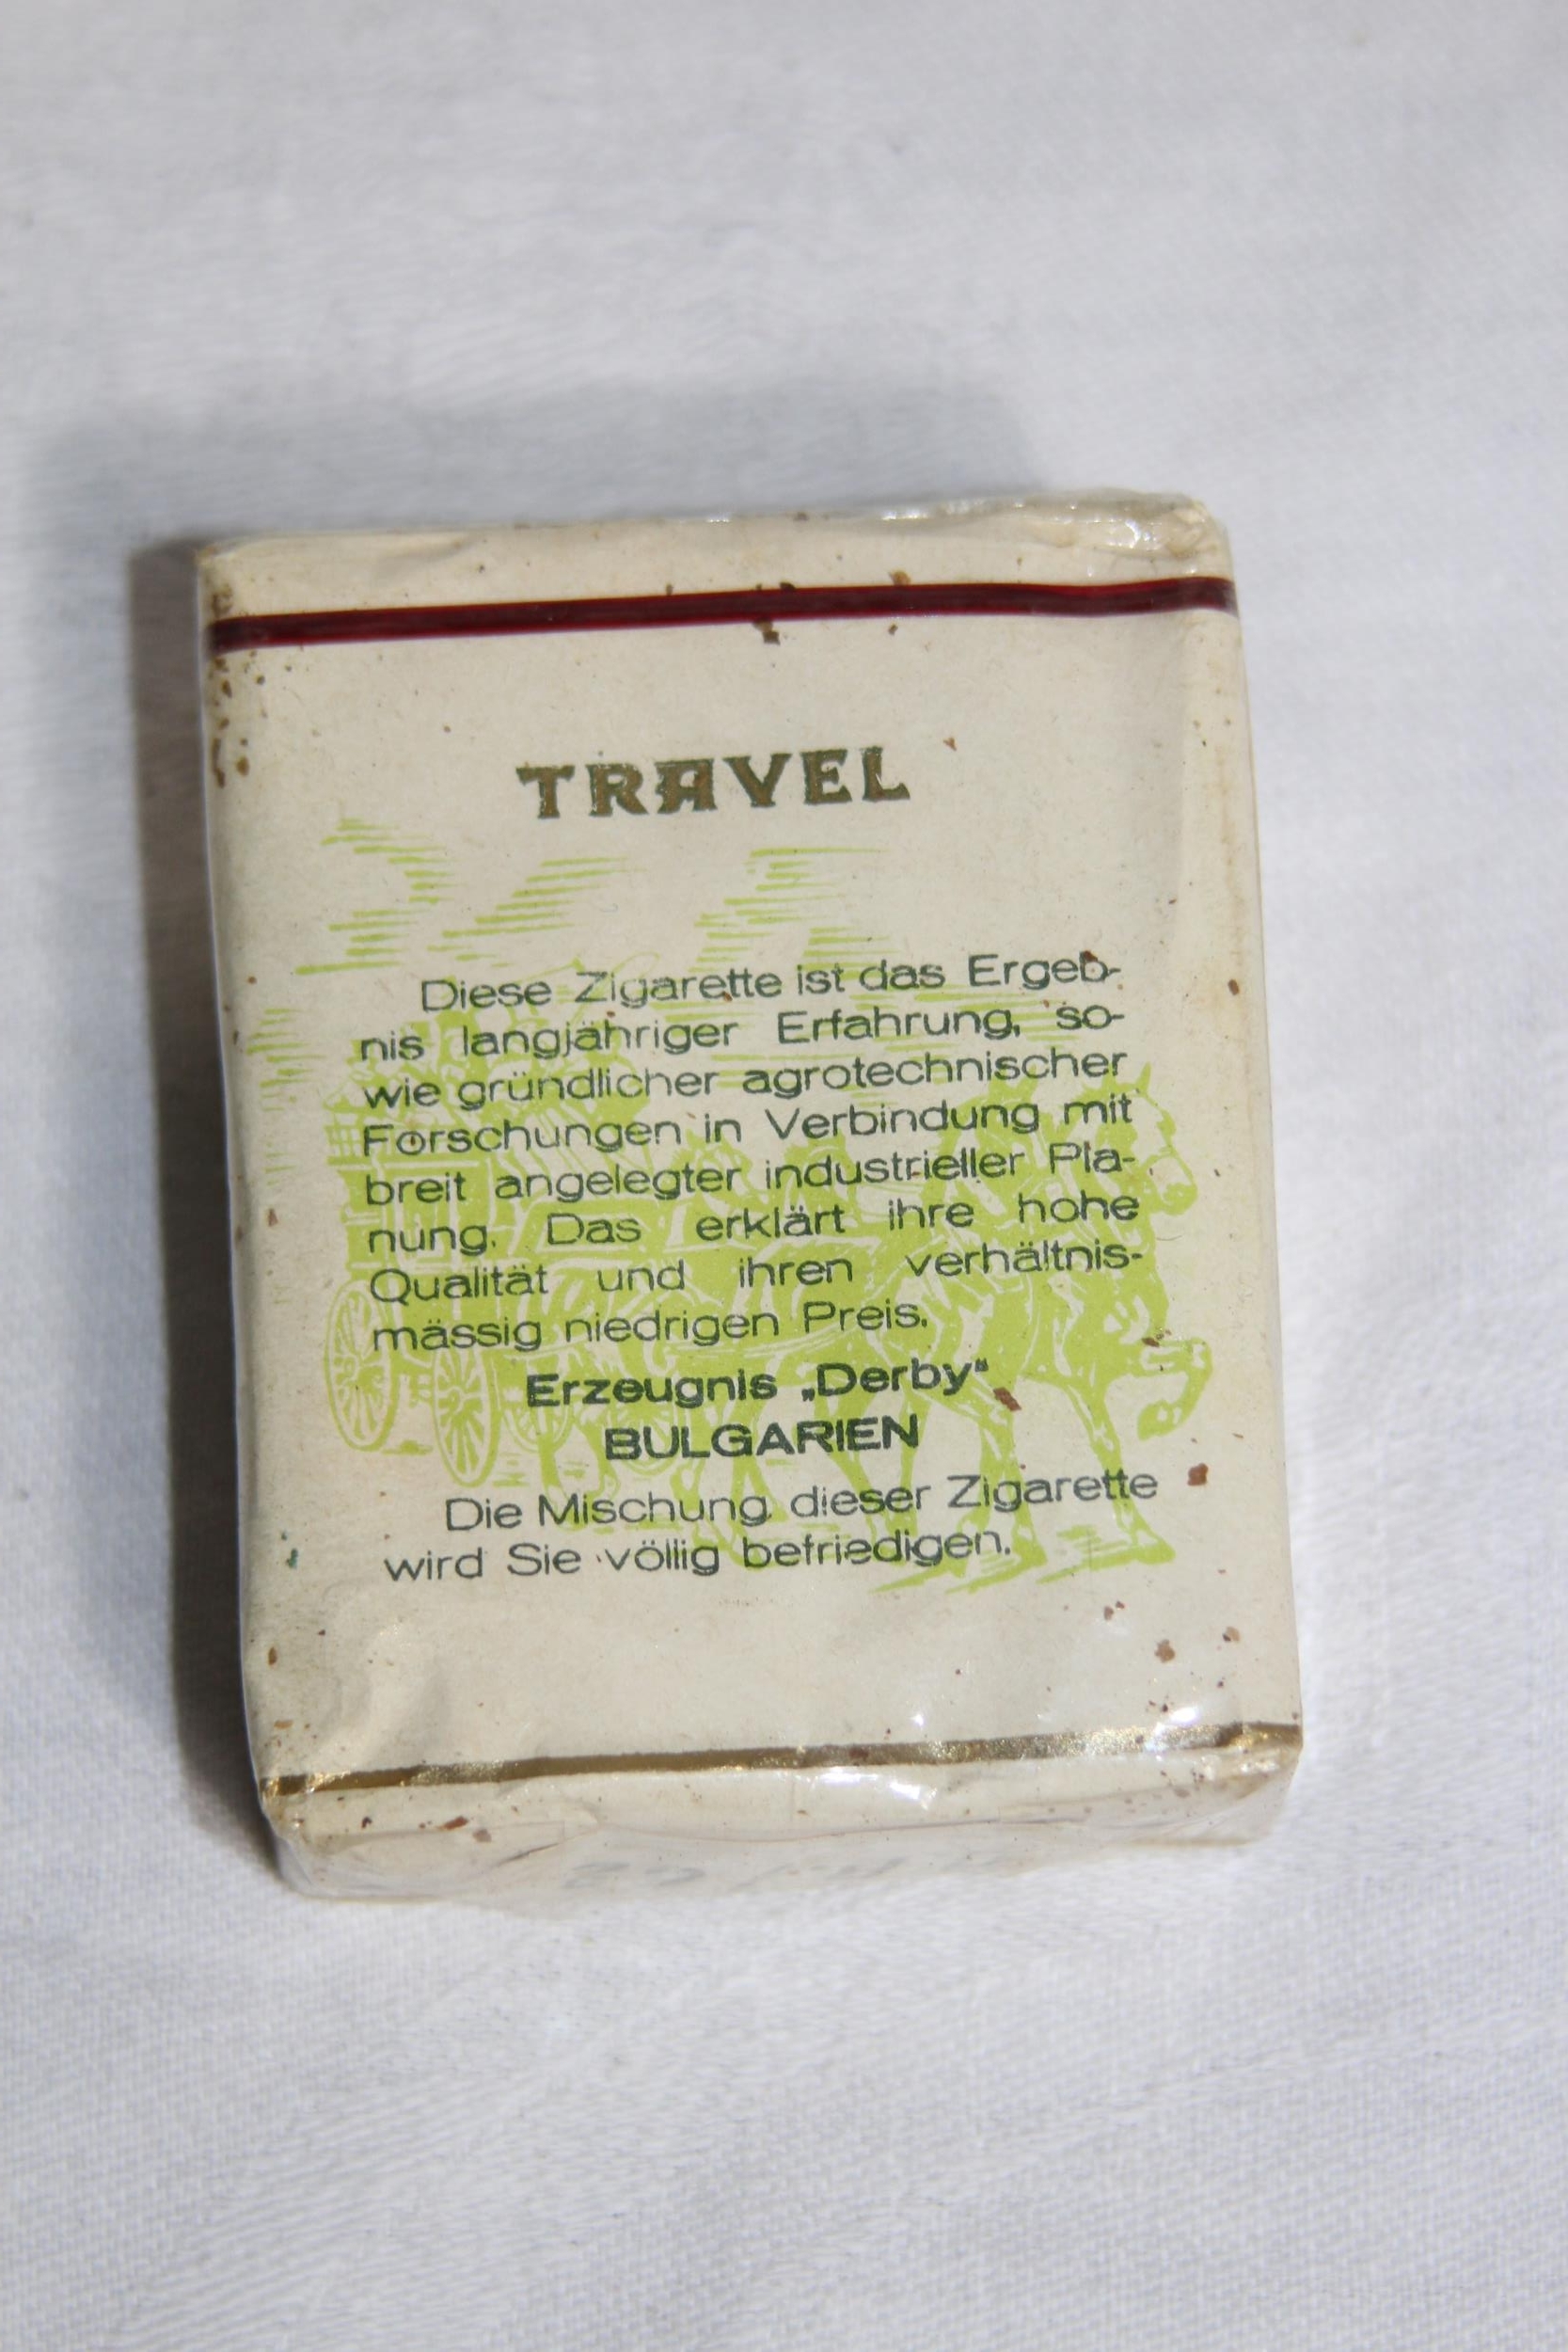 TRAVEL
Diese Zigarette ist das Ergeb-
nis langjähriger Erfahrung, so-
wie gründlicher agrotechnischer
Forschungen in Verbindung mit
breit angelegter industrieller Pla-
nung. Das erklärt ihre hohe
Qualität und ihren verhältnis-
mässig niedrigen Preis.
Erzeugnis „Derby“
BULGARIEN
Die Mischung dieser Zigarette
wird Sie völlig befriedigen.